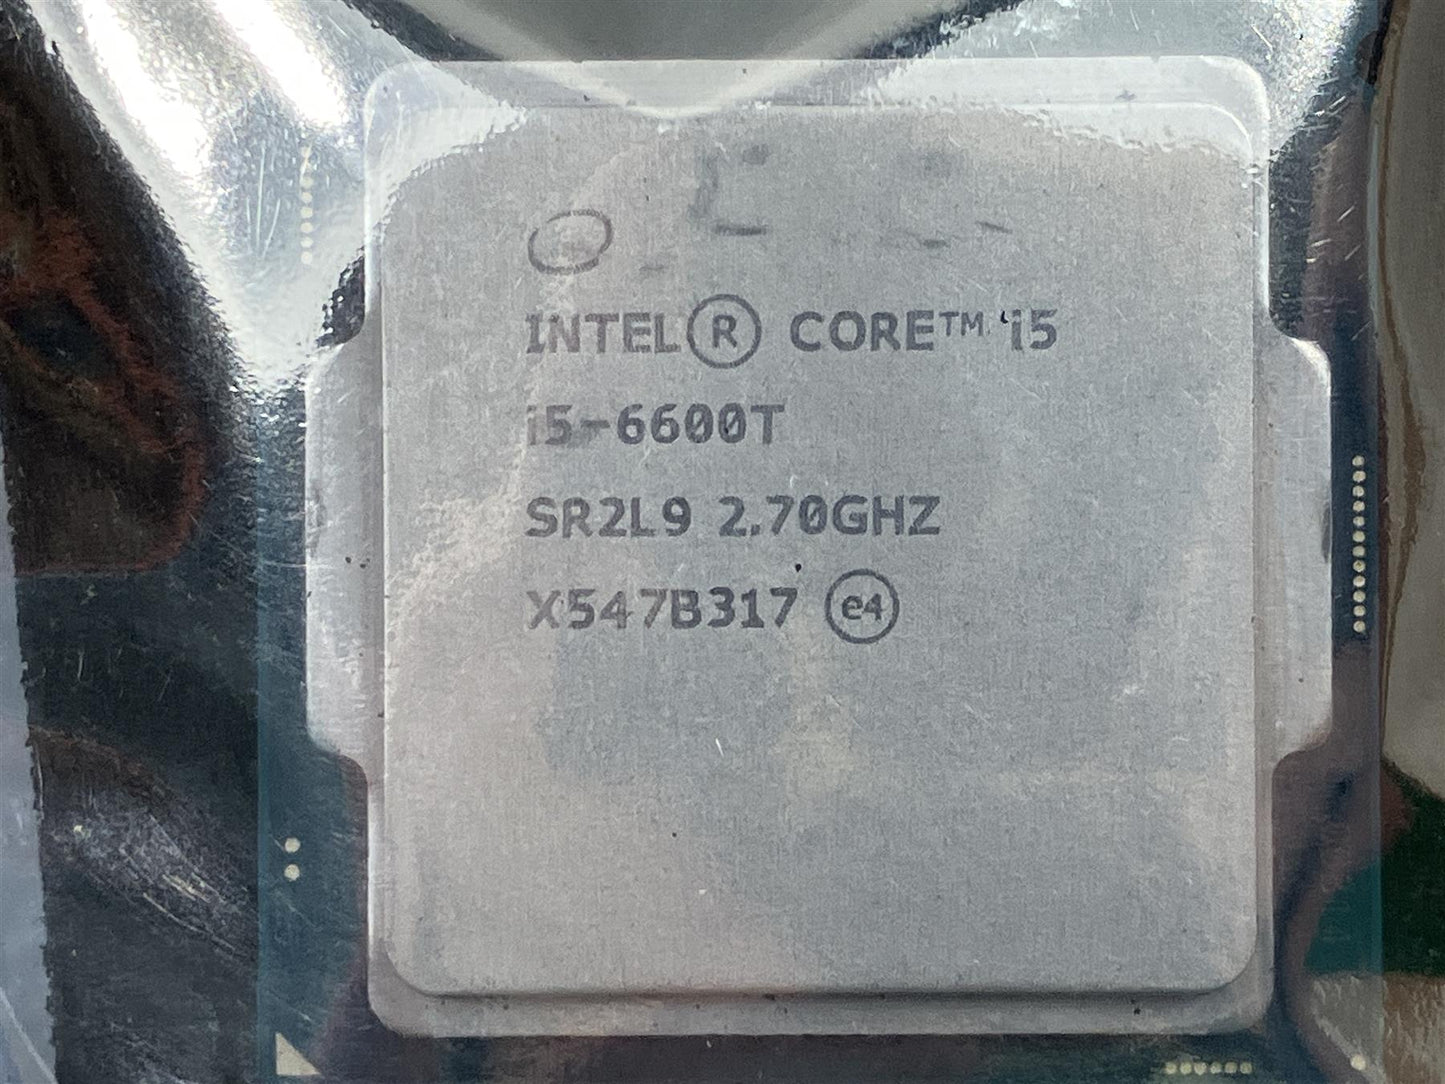 INTEL® CORE™ i5
i5-6600T
SR2L9 2.70GHZ
X547B317 e4